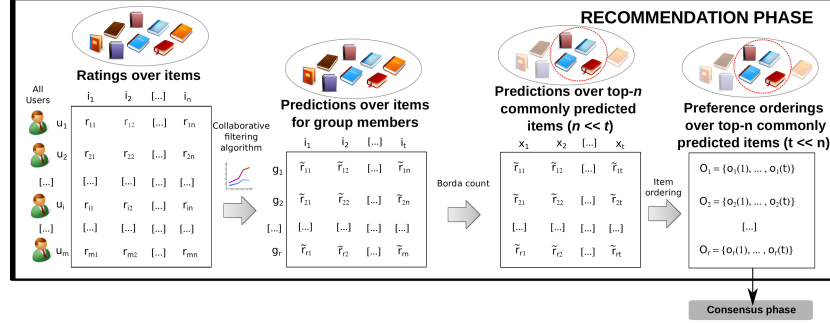 RECOMMENDATION PHASE
Ratings over items
All
Users
i1 i2 [...] in
u1 r11 r12 [...] r1n
u2 r21 r22 [...] r2n
[...] [...] [...] [...] [...]
ui ri1 ri2 [...] rin
[...] [...] [...] [...] [...]
um rm1 rm2 [...] rmn
Collaborative
filtering
algorithm
Predictions over items
for group members
i1 i2 [...] it
g1 r̃11 r̃12 [...] r̃1n
g2 r̃21 r̃22 [...] r̃2n
[...] [...] [...] [...] [...]
gr r̃r1 r̃r2 [...] r̃rn
Borda count
Predictions over top-n
commonly predicted
items (n << t)
x1 x2 [...] xt
r̃11 r̃12 [...] r̃1t
r̃21 r̃22 [...] r̃2t
[...] [...] [...] [...]
r̃r1 r̃r2 [...] r̃rt
Item
ordering
Preference orderings
over top-n commonly
predicted items (t << n)
O1 = {o1(1), ... , o1(t)}
O2 = {o2(1), ... , o2(t)}
[...]
Or = {or(1), ... , or(t)}
Consensus phase